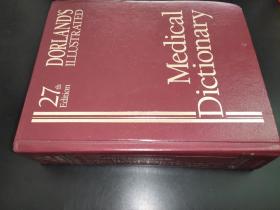 DORLAND'S
ILLUSTRATED
27th
Edition
Medical
Dictionary